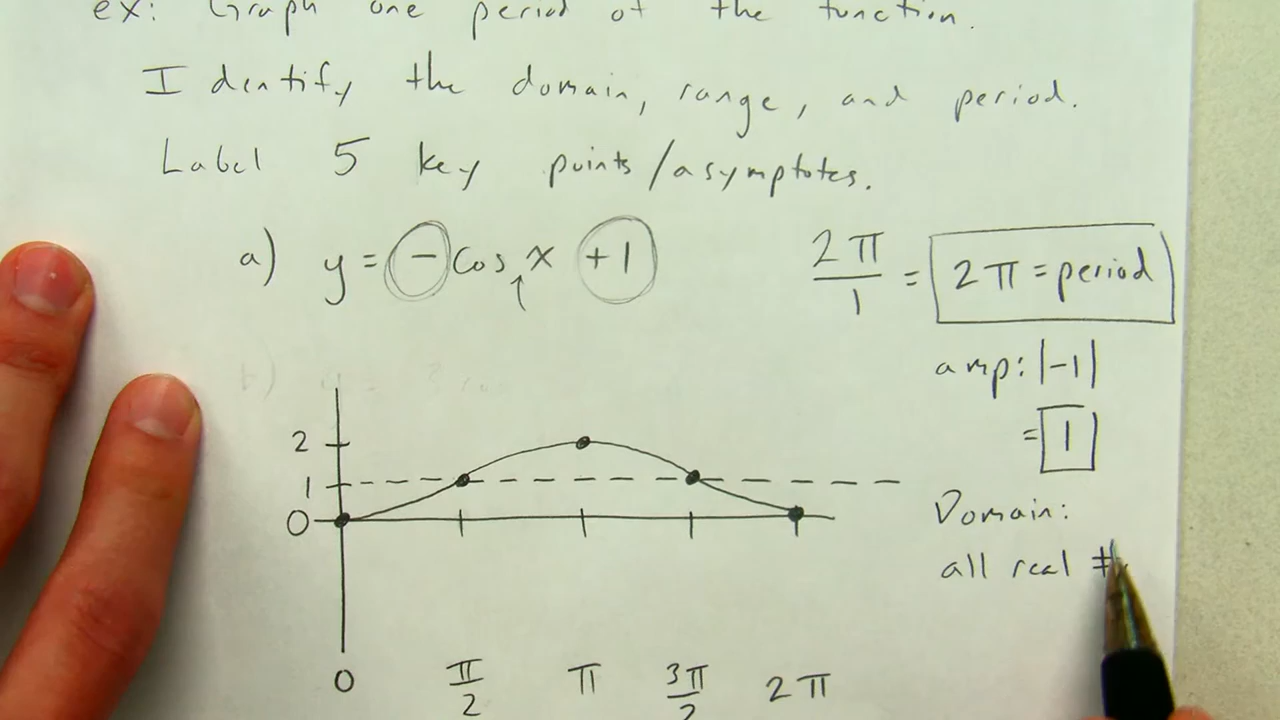 ex: Graph one period of the function.
Identify the domain, range, and period.
Label 5 key points/asymptotes.
a) y = - cos x + 1
2π/1 = 2π = period
amp: |-1|
= 1
Domain:
all real #
2
1
0
0 π/2 π 3π/2 2π